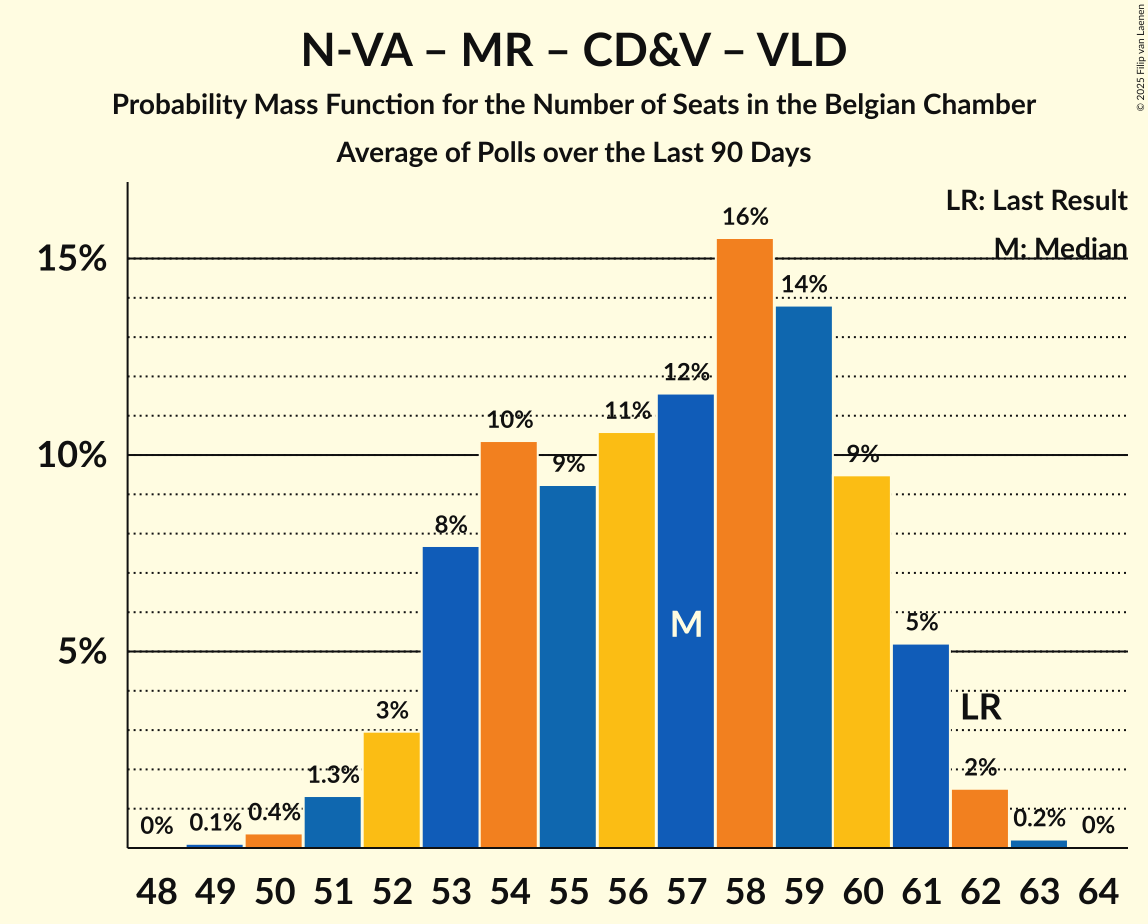 N-VA – MR – CD&V – VLD
Probability Mass Function for the Number of Seats in the Belgian Chamber
Average of Polls over the Last 90 Days
© 2025 Filip van Laenen
LR: Last Result
M: Median
15%
10%
5%
0%
0.1%
0.4%
1.3%
3%
8%
10%
9%
11%
12%
16%
14%
9%
5%
2%
0.2%
0%
M
LR
48 49 50 51 52 53 54 55 56 57 58 59 60 61 62 63 64